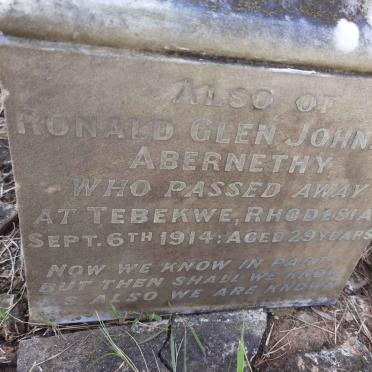 ALSO OF
RONALD GLEN JOHN
ABERNETHY
WHO PASSED AWAY
AT TEBEKWE, RHODESIA
SEPT. 6TH 1914: AGED 29 YEARS
NOW WE KNOW IN PART
BUT THEN SHALL WE KNOW
AS ALSO WE ARE KNOWN